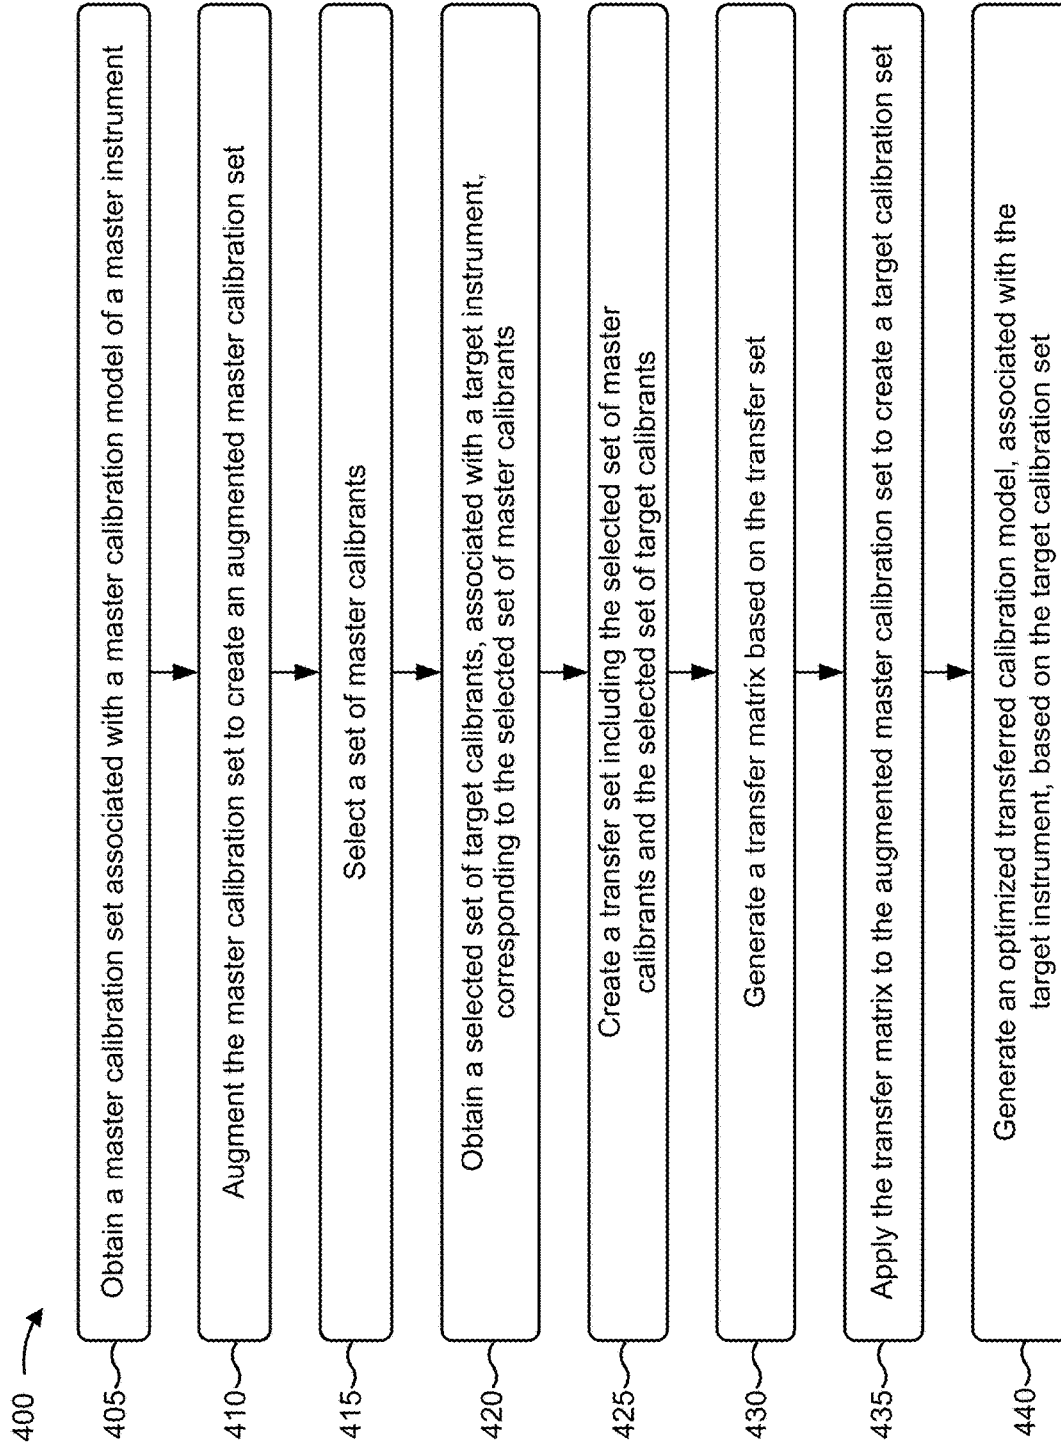 400
405
Obtain a master calibration set associated with a master calibration model of a master instrument
410
Augment the master calibration set to create an augmented master calibration set
415
Select a set of master calibrants
420
Obtain a selected set of target calibrants, associated with a target instrument,
corresponding to the selected set of master calibrants
425
Create a transfer set including the selected set of master
calibrants and the selected set of target calibrants
430
Generate a transfer matrix based on the transfer set
435
Apply the transfer matrix to the augmented master calibration set to create a target calibration set
440
Generate an optimized transferred calibration model, associated with the
target instrument, based on the target calibration set